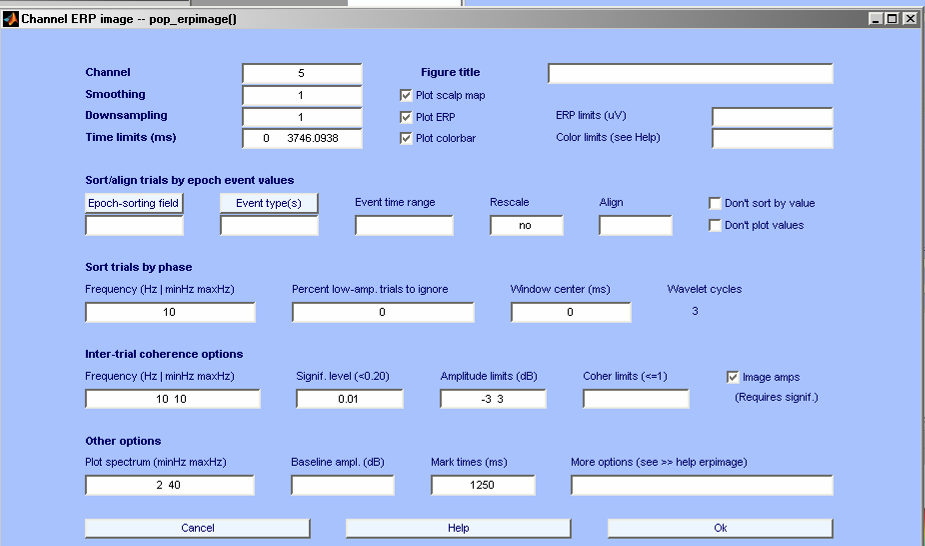 Channel ERP image -- pop_erpimage()
Channel 5 Figure title
Smoothing 1 Plot scalp map
Downsampling 1 Plot ERP ERP limits (uV)
Time limits (ms) 0 3746.0938 Plot colorbar Color limits (see Help)
Sort/align trials by epoch event values
Epoch-sorting field Event type(s) Event time range Rescale Align Don't sort by value
no Don't plot values
Sort trials by phase
Frequency (Hz | minHz maxHz) Percent low-amp. trials to ignore Window center (ms) Wavelet cycles
10 0 0 3
Inter-trial coherence options
Frequency (Hz | minHz maxHz) Signif. level (<0.20) Amplitude limits (dB) Coher limits (<=1) Image amps
10 10 0.01 -3 3 (Requires signif.)
Other options
Plot spectrum (minHz maxHz) Baseline ampl. (dB) Mark times (ms) More options (see >> help erpimage)
2 40 1250
Cancel Help Ok